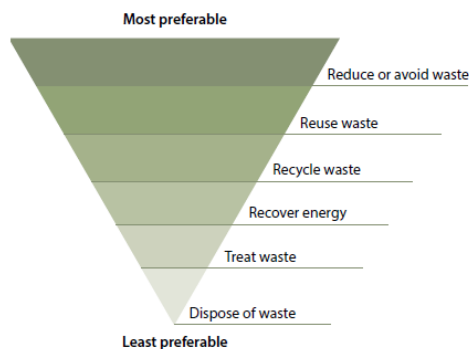 Most preferable
Reduce or avoid waste
Reuse waste
Recycle waste
Recover energy
Treat waste
Dispose of waste
Least preferable